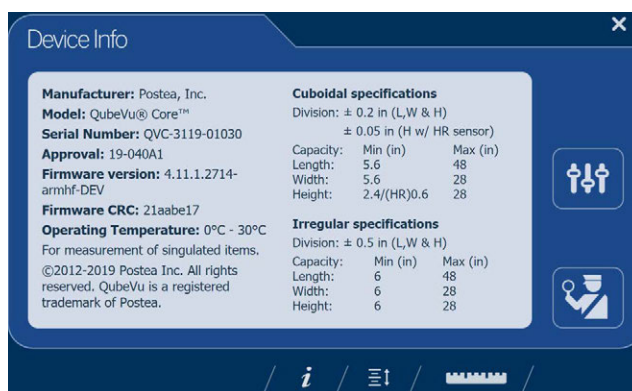 Device Info
Manufacturer: Postea, Inc.
Model: QubeVu® Core™
Serial Number: QVC-3119-01030
Approval: 19-040A1
Firmware version: 4.11.1.2714-
armhf-DEV
Firmware CRC: 21aabe17
Operating Temperature: 0°C - 30°C
For measurement of singulated items.
©2012-2019 Postea Inc. All rights
reserved. QubeVu is a registered
trademark of Postea.
Cuboidal specifications
Division: ± 0.2 in (L,W & H)
± 0.05 in (H w/ HR sensor)
Capacity: Min (in) Max (in)
Length: 5.6 48
Width: 5.6 28
Height: 2.4/(HR)0.6 28
Irregular specifications
Division: ± 0.5 in (L,W & H)
Capacity: Min (in) Max (in)
Length: 6 48
Width: 6 28
Height: 6 28